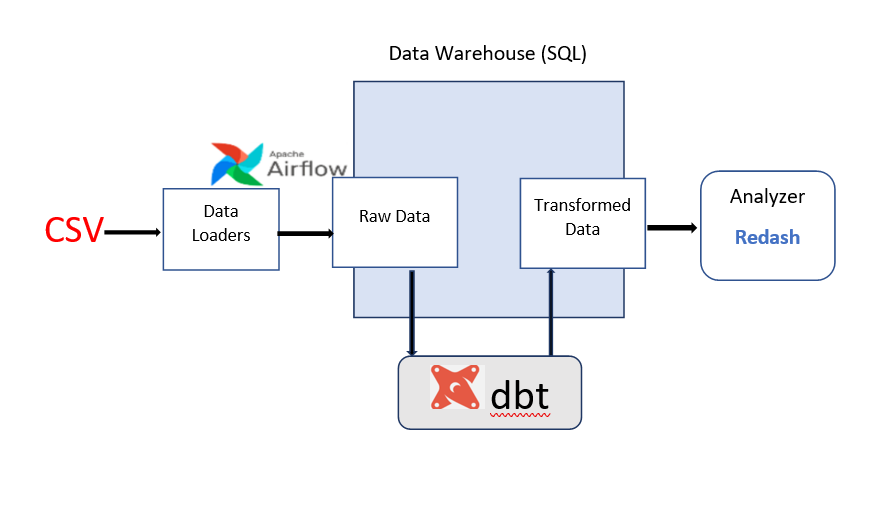 Data Warehouse (SQL)
Apache
Airflow
CSV
Data
Loaders
Raw Data
Transformed
Data
Analyzer
Redash
dbt